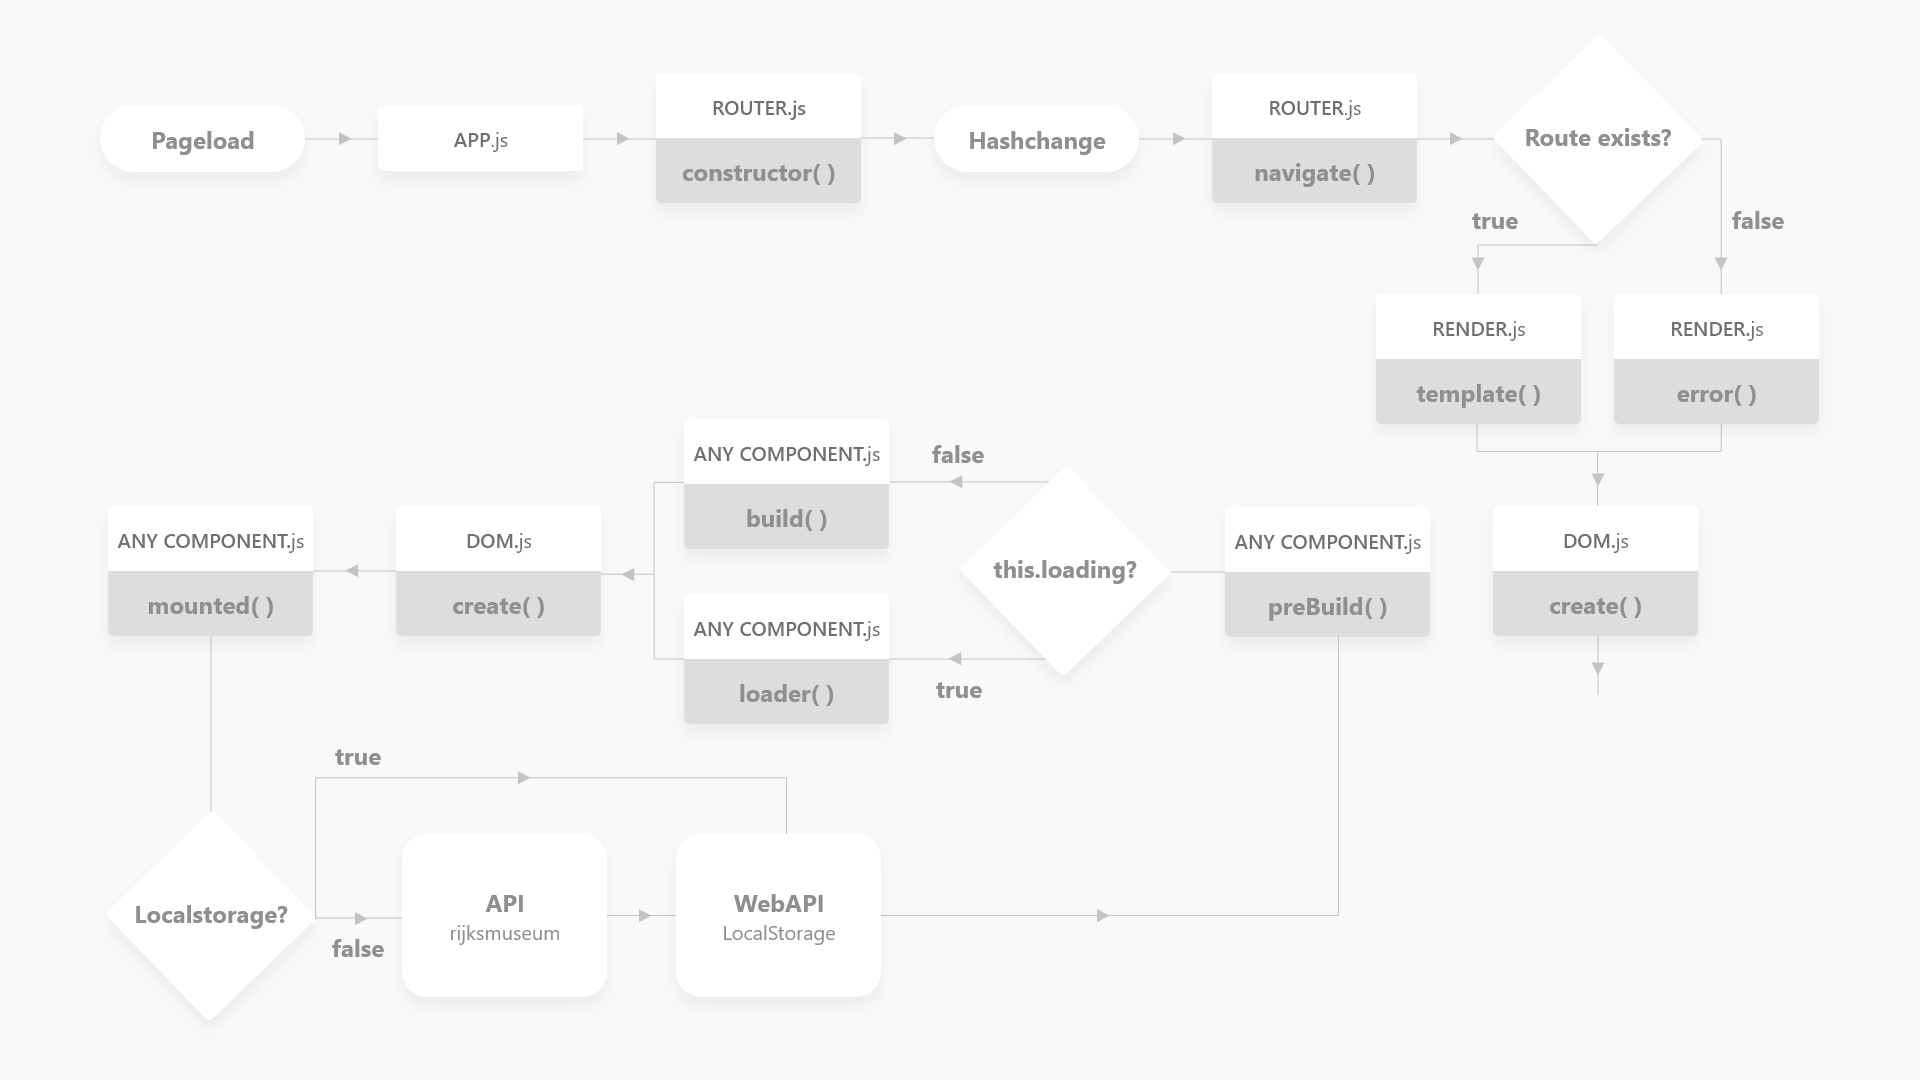 Pageload
APP.js
ROUTER.js
constructor( )
Hashchange
ROUTER.js
navigate( )
Route exists?
true
false
RENDER.js
template( )
RENDER.js
error( )
ANY COMPONENT.js
build( )
false
ANY COMPONENT.js
mounted( )
DOM.js
create( )
this.loading?
ANY COMPONENT.js
preBuild( )
DOM.js
create( )
ANY COMPONENT.js
loader( )
true
true
Localstorage?
false
API
rijksmuseum
WebAPI
LocalStorage